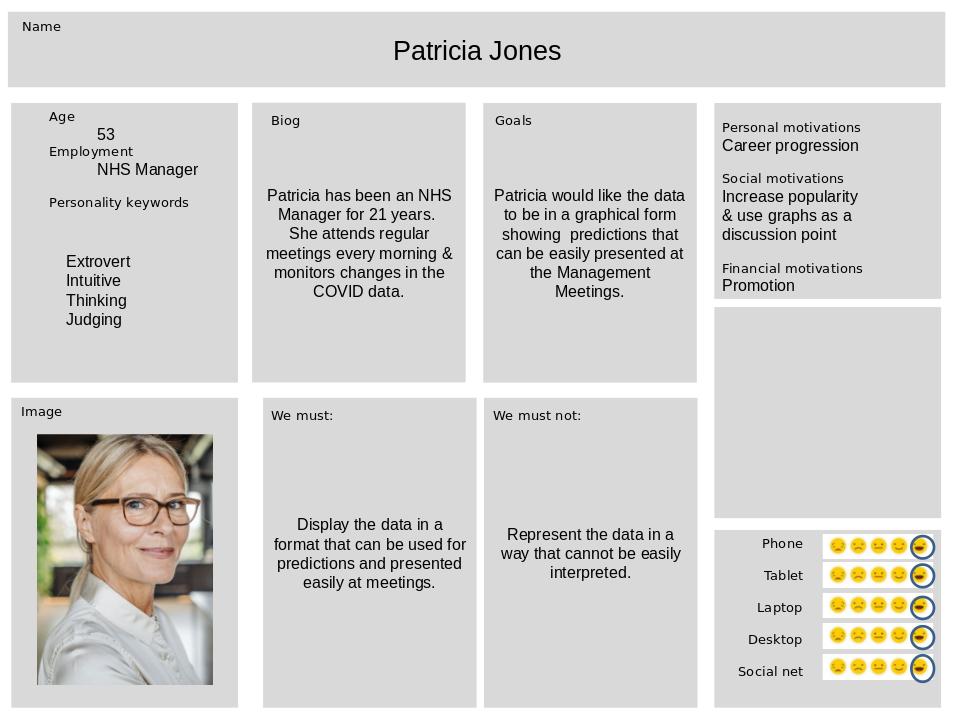 Name
Patricia Jones
Age
53
Employment
NHS Manager
Personality keywords
Extrovert
Intuitive
Thinking
Judging
Biog
Patricia has been an NHS
Manager for 21 years.
She attends regular
meetings every morning &
monitors changes in the
COVID data.
Goals
Patricia would like the data
to be in a graphical form
showing  predictions that
can be easily presented at
the Management
Meetings.
Personal motivations
Career progression
Social motivations
Increase popularity
& use graphs as a
discussion point
Financial motivations
Promotion
Image
We must:
Display the data in a
format that can be used for
predictions and presented
easily at meetings.
We must not:
Represent the data in a
way that cannot be easily
interpreted.
Phone
Tablet
Laptop
Desktop
Social net